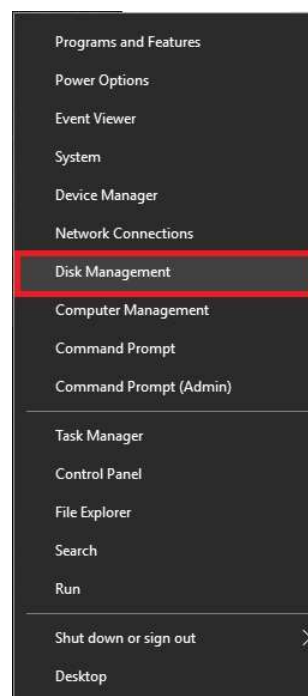 Programs and Features
Power Options
Event Viewer
System
Device Manager
Network Connections
Disk Management
Computer Management
Command Prompt
Command Prompt (Admin)
Task Manager
Control Panel
File Explorer
Search
Run
Shut down or sign out
Desktop